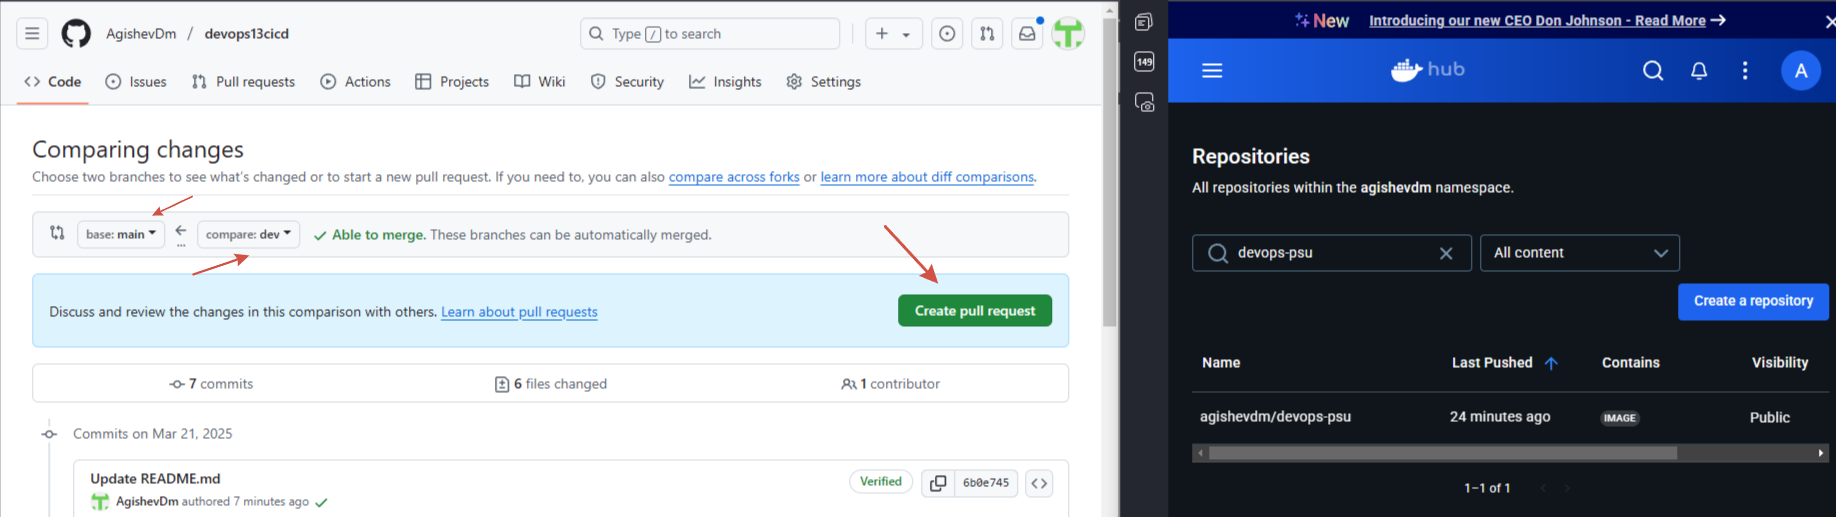 AgishevDm / devops13cicd
Type / to search
Code Issues Pull requests Actions Projects Wiki Security Insights Settings
Comparing changes
Choose two branches to see what's changed or to start a new pull request. If you need to, you can also compare across forks or learn more about diff comparisons.
base: main compare: dev Able to merge. These branches can be automatically merged.
Discuss and review the changes in this comparison with others. Learn about pull requests
Create pull request
7 commits 6 files changed 1 contributor
Commits on Mar 21, 2025
Update README.md
AgishevDm authored 7 minutes ago
Verified 6b0e745
149
New Introducing our new CEO Don Johnson - Read More →
hub
A
Repositories
All repositories within the agishevdm namespace.
devops-psu All content
Create a repository
Name Last Pushed Contains Visibility
agishevdm/devops-psu 24 minutes ago IMAGE Public
1–1 of 1